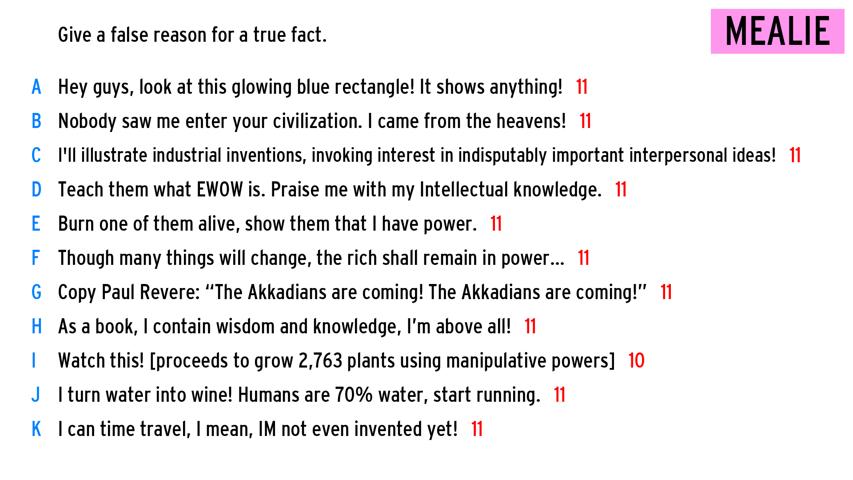 Give a false reason for a true fact.
MEALIE
A Hey guys, look at this glowing blue rectangle! It shows anything! 11
B Nobody saw me enter your civilization. I came from the heavens! 11
C I'll illustrate industrial inventions, invoking interest in indisputably important interpersonal ideas! 11
D Teach them what EWOW is. Praise me with my Intellectual knowledge. 11
E Burn one of them alive, show them that I have power. 11
F Though many things will change, the rich shall remain in power... 11
G Copy Paul Revere: “The Akkadians are coming! The Akkadians are coming!” 11
H As a book, I contain wisdom and knowledge, I’m above all! 11
I Watch this! [proceeds to grow 2,763 plants using manipulative powers] 10
J I turn water into wine! Humans are 70% water, start running. 11
K I can time travel, I mean, IM not even invented yet! 11